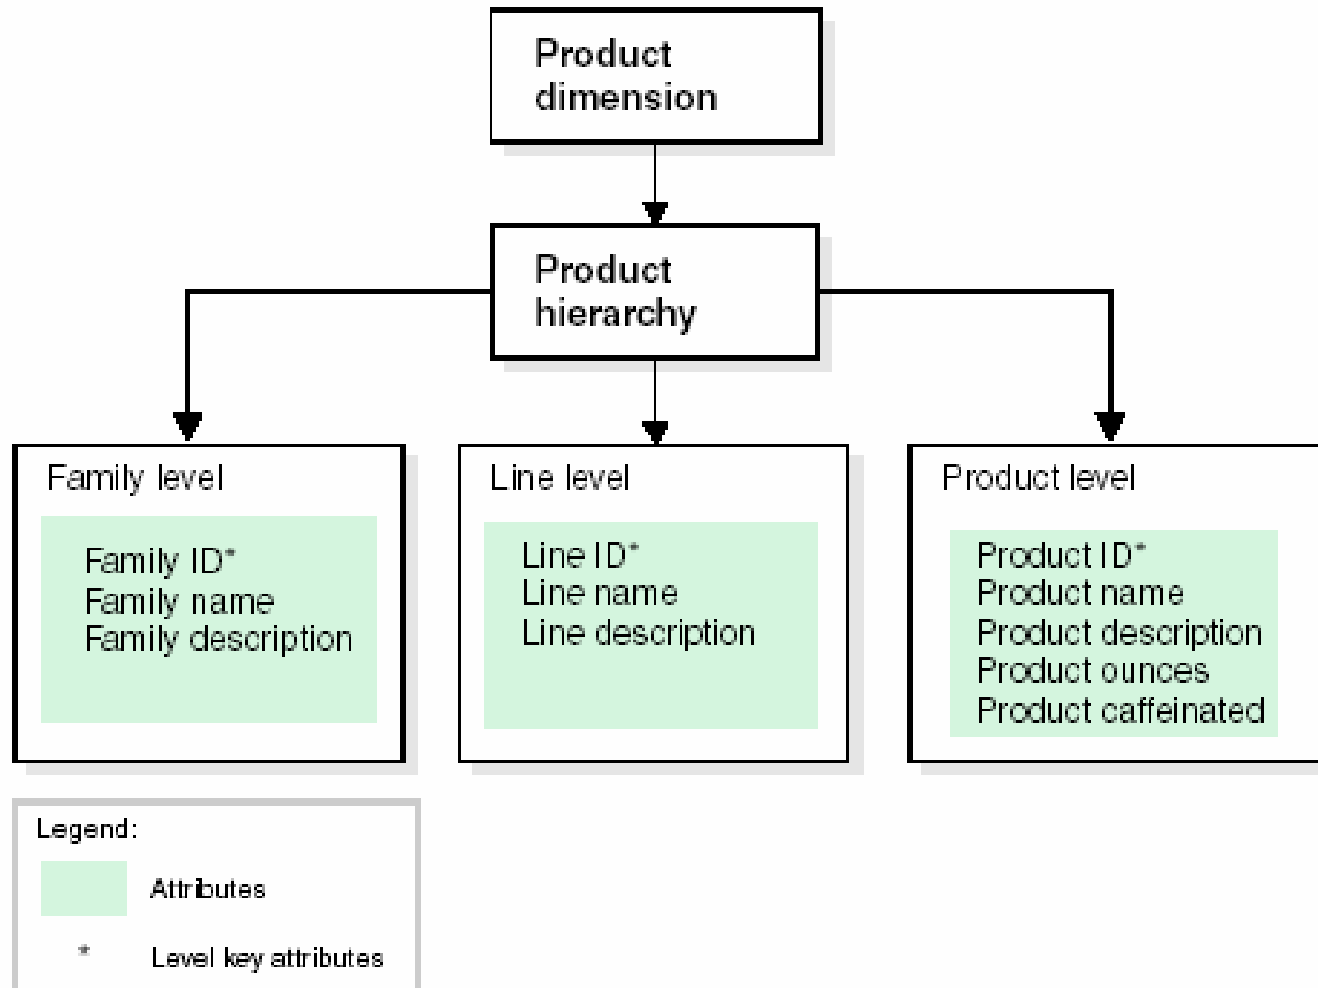 Product
dimension
Product
hierarchy
Family level
Family ID*
Family name
Family description
Line level
Line ID*
Line name
Line description
Product level
Product ID*
Product name
Product description
Product ounces
Product caffeinated
Legend:
Attributes
* Level key attributes